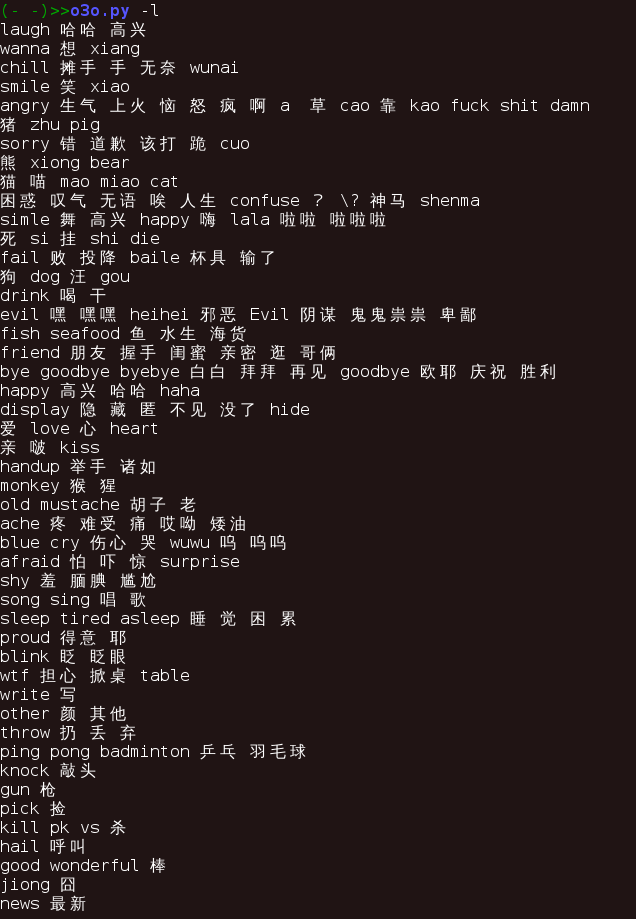 (- -)>>o3o.py -l
laugh 哈哈 高兴
wanna 想 xiang
chill 摊手 手 无奈 wunai
smile 笑 xiao
angry 生气 上火 恼 怒 疯 啊 a  草 cao 靠 kao fuck shit damn
猪 zhu pig
sorry 错 道歉 该打 跪 cuo
熊 xiong bear
猫 喵 mao miao cat
困惑 叹气 无语 唉 人生 confuse ? \? 神马 shenma
simle 舞 高兴 happy 嗨 lala 啦啦 啦啦啦
死 si 挂 shi die
fail 败 投降 baile 杯具 输了
狗 dog 汪 gou
drink 喝 干
evil 嘿 嘿嘿 heihei 邪恶 Evil 阴谋 鬼鬼祟祟 卑鄙
fish seafood 鱼 水生 海货
friend 朋友 握手 闺蜜 亲密 逛 哥俩
bye goodbye byebye 白白 拜拜 再见 goodbye 欧耶 庆祝 胜利
happy 高兴 哈哈 haha
display 隐 藏 匿 不见 没了 hide
爱 love 心 heart
亲 啵 kiss
handup 举手 诸如
monkey 猴 猩
old mustache 胡子 老
ache 疼 难受 痛 哎呦 矮油
blue cry 伤心 哭 wuwu 呜 呜呜
afraid 怕 吓 惊 surprise
shy 羞 腼腆 尴尬
song sing 唱 歌
sleep tired asleep 睡 觉 困 累
proud 得意 耶
blink 眨 眨眼
wtf 担心 掀桌 table
write 写
other 颜 其他
throw 扔 丢 弃
ping pong badminton 乒乓 羽毛球
knock 敲头
gun 枪
pick 捡
kill pk vs 杀
hail 呼叫
good wonderful 棒
jiong 囧
news 最新